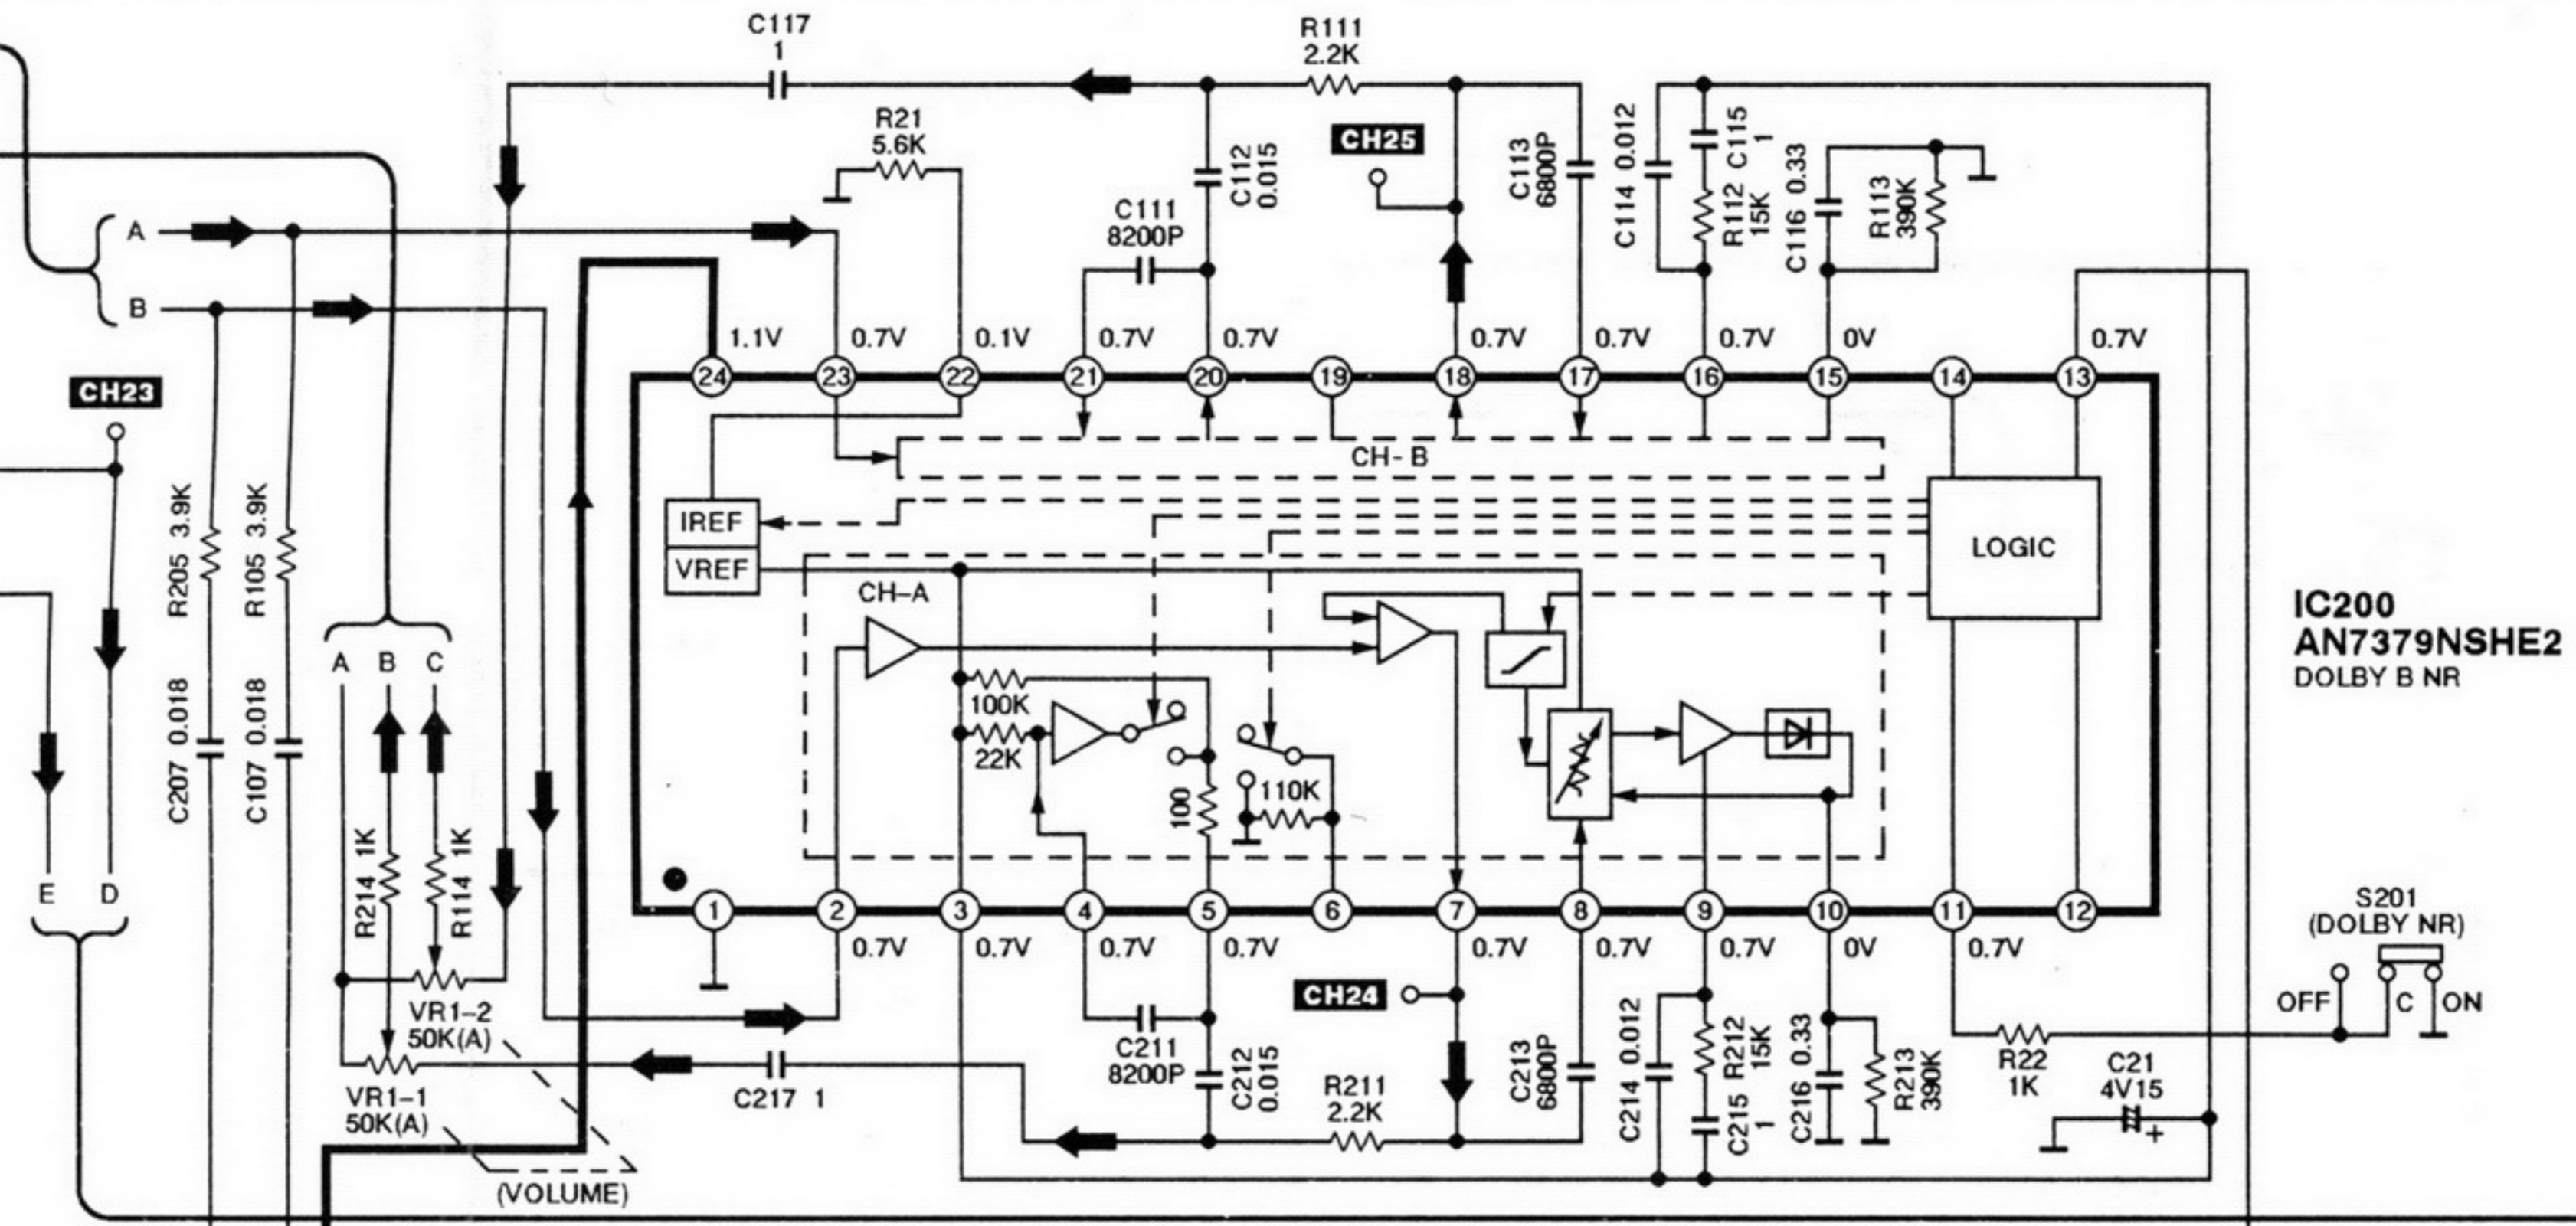 C117
1
R111
2.2K
R21
5.6K
CH25
C112
0.015
C111
8200P
C113
6800P
C114 0.012
C115
1
R112
15K
C116 0.33
R113
390K
A
B
1.1V
0.7V
0.1V
0.7V
0.7V
0.7V
0.7V
0.7V
0V
0.7V
24
23
22
21
20
19
18
17
16
15
14
13
CH23
CH-B
IREF
VREF
LOGIC
CH-A
IC200
AN7379NSHE2
DOLBY B NR
R205 3.9K
R105 3.9K
C207 0.018
C107 0.018
A
B
C
100K
22K
100
110K
E
D
R214 1K
R114 1K
1
2
3
4
5
6
7
8
9
10
11
12
0.7V
0.7V
0.7V
0.7V
0.7V
0.7V
0.7V
0V
0.7V
S201
(DOLBY NR)
OFF
C
ON
CH24
VR1-2
50K(A)
VR1-1
50K(A)
C217 1
C211
8200P
C212
0.015
R211
2.2K
C213
6800P
C214 0.012
R212
15K
C215
1
C216 0.33
R213
390K
R22
1K
C21
4V15
+
(VOLUME)